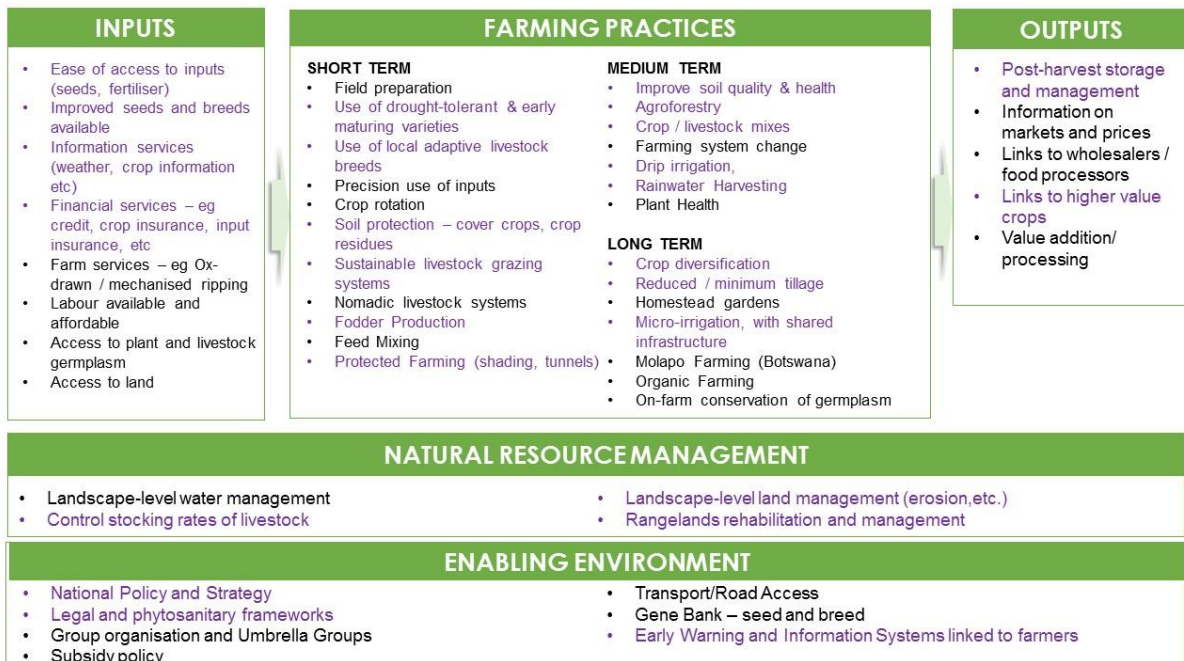 INPUTS
• Ease of access to inputs
(seeds, fertiliser)
• Improved seeds and breeds
available
• Information services
(weather, crop information
etc)
• Financial services – eg
credit, crop insurance, input
insurance, etc
• Farm services – eg Ox-
drawn / mechanised ripping
• Labour available and
affordable
• Access to plant and livestock
germplasm
• Access to land
FARMING PRACTICES
SHORT TERM
• Field preparation
• Use of drought-tolerant & early
maturing varieties
• Use of local adaptive livestock
breeds
• Precision use of inputs
• Crop rotation
• Soil protection – cover crops, crop
residues
• Sustainable livestock grazing
systems
• Nomadic livestock systems
• Fodder Production
• Feed Mixing
• Protected Farming (shading, tunnels)
MEDIUM TERM
• Improve soil quality & health
• Agroforestry
• Crop / livestock mixes
• Farming system change
• Drip irrigation,
• Rainwater Harvesting
• Plant Health
LONG TERM
• Crop diversification
• Reduced / minimum tillage
• Homestead gardens
• Micro-irrigation, with shared
infrastructure
• Molapo Farming (Botswana)
• Organic Farming
• On-farm conservation of germplasm
OUTPUTS
• Post-harvest storage
and management
• Information on
markets and prices
• Links to wholesalers /
food processors
• Links to higher value
crops
• Value addition/
processing
NATURAL RESOURCE MANAGEMENT
• Landscape-level water management
• Control stocking rates of livestock
• Landscape-level land management (erosion,etc.)
• Rangelands rehabilitation and management
ENABLING ENVIRONMENT
• National Policy and Strategy
• Legal and phytosanitary frameworks
• Group organisation and Umbrella Groups
• Subsidy policy
• Transport/Road Access
• Gene Bank – seed and breed
• Early Warning and Information Systems linked to farmers